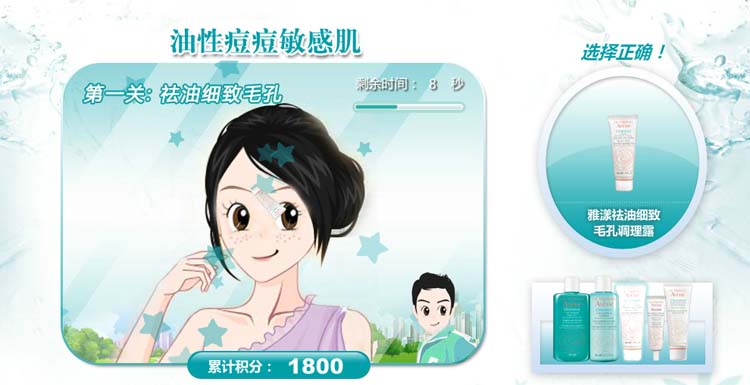 油性痘痘敏感肌
第一关：祛油细致毛孔
剩余时间： 8 秒
累计积分： 1800
选择正确！
Avene
雅漾祛油细致
毛孔调理露